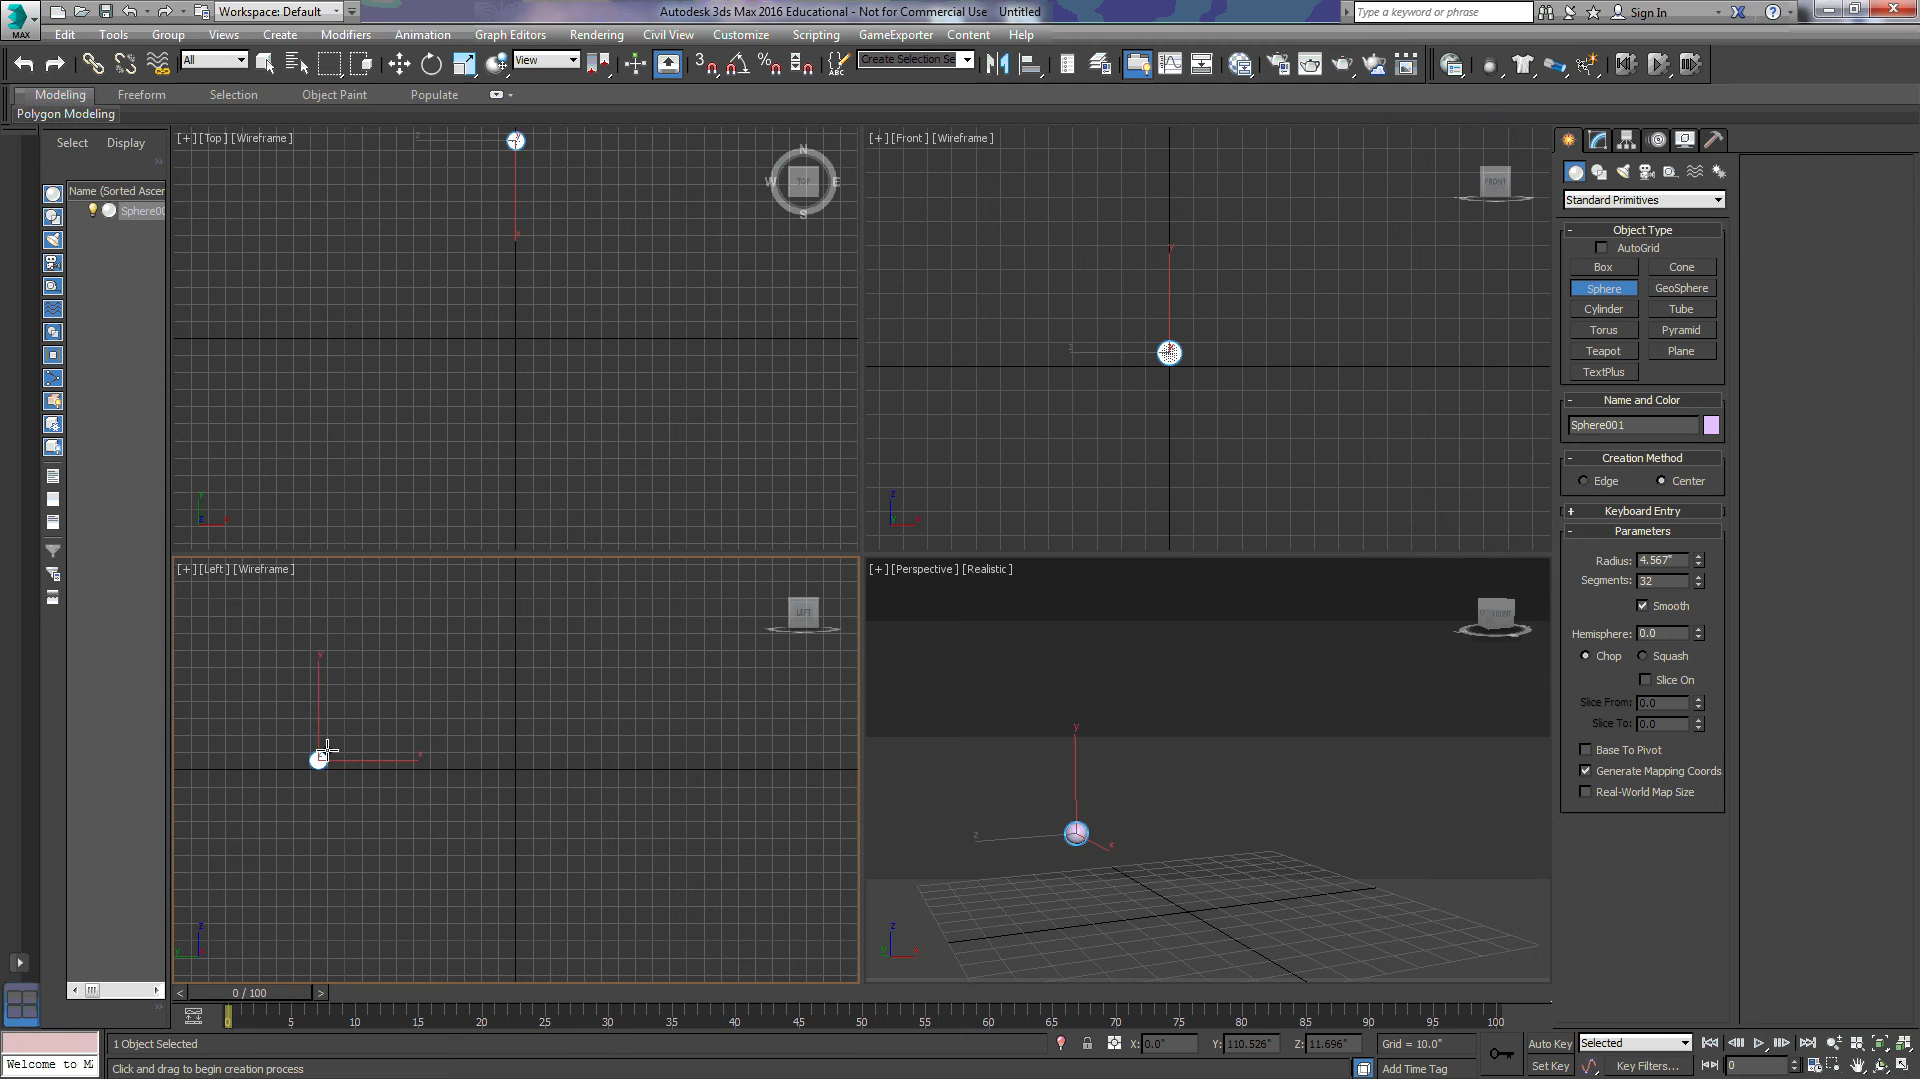 Workspace: Default
Autodesk 3ds Max 2016 Educational - Not for Commercial Use    Untitled
Type a keyword or phrase
Sign In
MAX
Edit Tools Group Views Create Modifiers Animation Graph Editors Rendering Civil View Customize Scripting GameExporter Content Help
All
View
Create Selection Se
Modeling Freeform Selection Object Paint Populate
Polygon Modeling
Select Display
Name (Sorted Ascer
Sphere00
[+] [Top] [Wireframe]
N
W TOP E
S
[+] [Front] [Wireframe]
FRONT
[+] [Left] [Wireframe]
LEFT
[+] [Perspective] [Realistic]
FRONT
Standard Primitives
Object Type
AutoGrid
Box Cone
Sphere GeoSphere
Cylinder Tube
Torus Pyramid
Teapot Plane
TextPlus
Name and Color
Sphere001
Creation Method
Edge Center
Keyboard Entry
Parameters
Radius: 4.567"
Segments: 32
Smooth
Hemisphere: 0.0
Chop Squash
Slice On
Slice From: 0.0
Slice To: 0.0
Base To Pivot
Generate Mapping Coords
Real-World Map Size
0 / 100
0 5 10 15 20 25 30 35 40 45 50 55 60 65 70 75 80 85 90 95 100
1 Object Selected
X: 0.0" Y: 110.526" Z: 11.696" Grid = 10.0"
Auto Key Selected
Welcome to M
Click and drag to begin creation process
Add Time Tag
Set Key Key Filters... 0